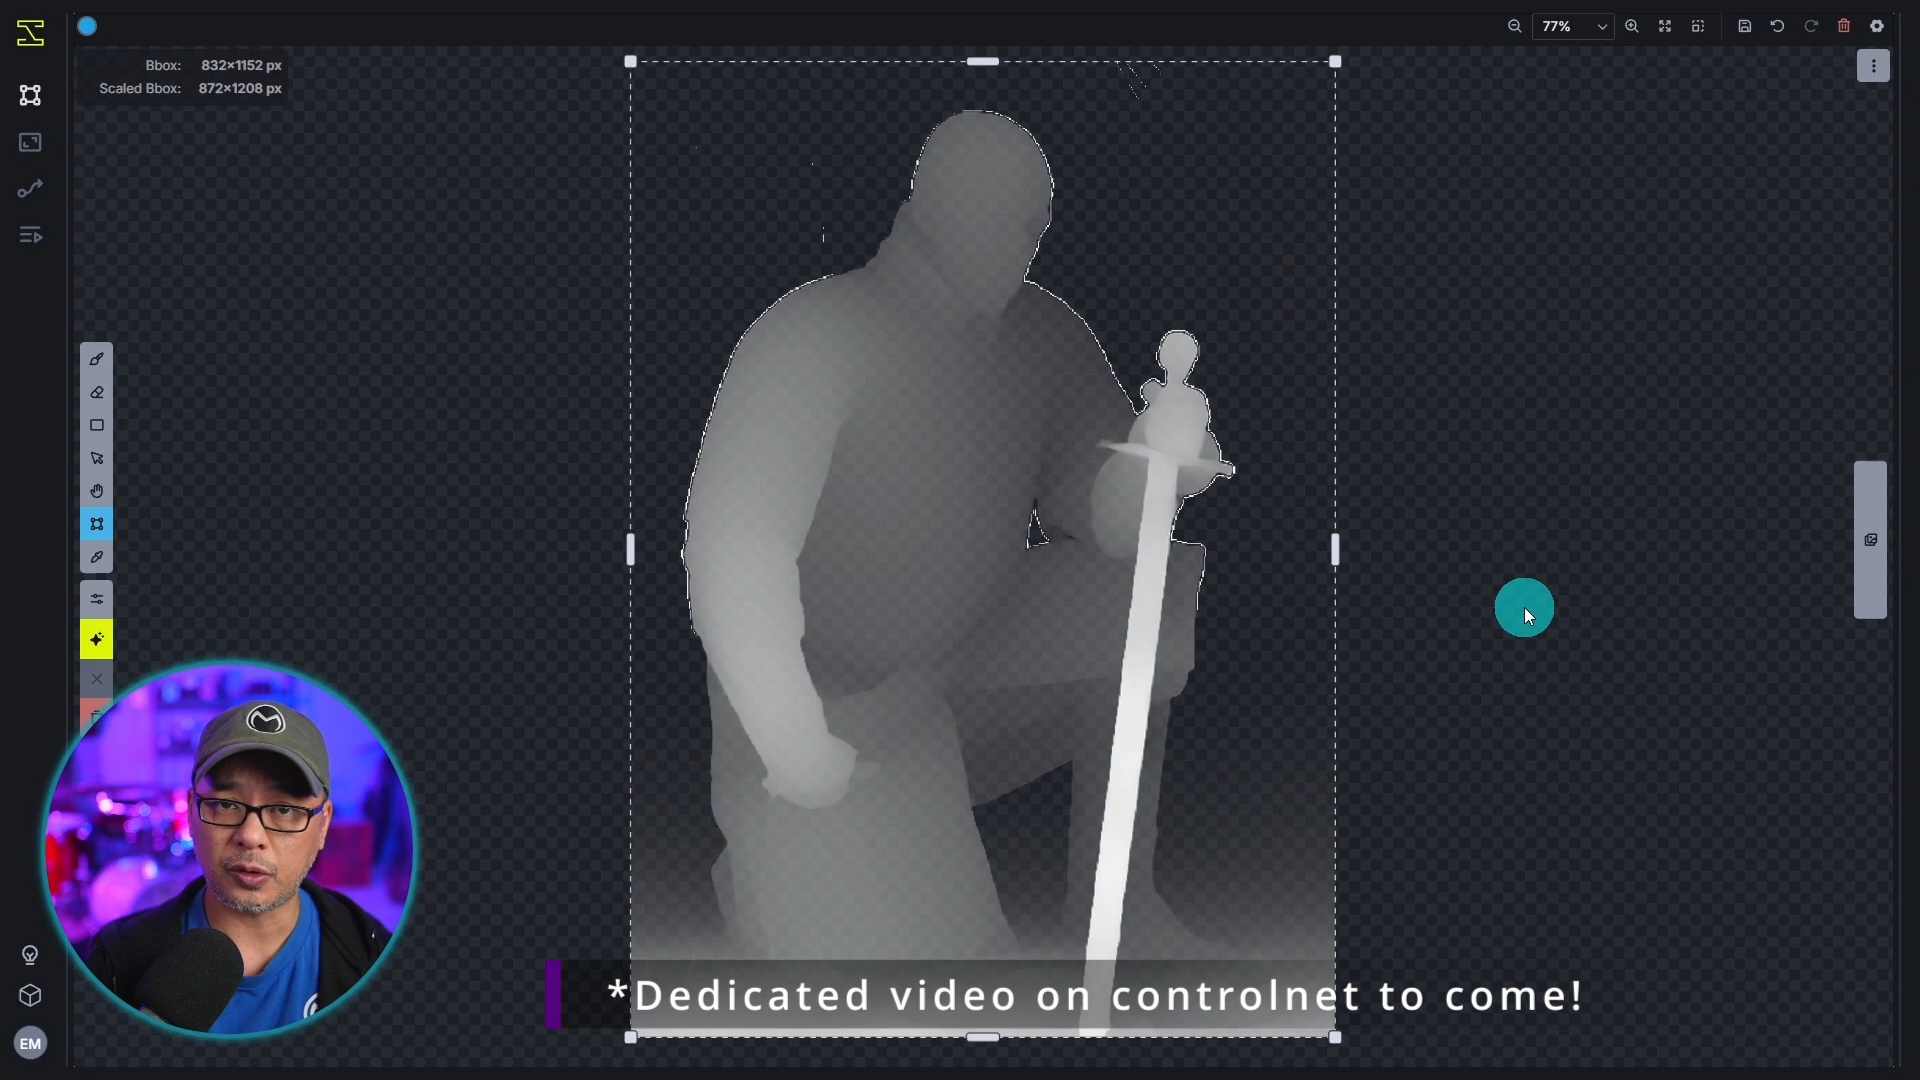 77%
Bbox: 832×1152 px
Scaled Bbox: 872×1208 px
*Dedicated video on controlnet to come!
EM